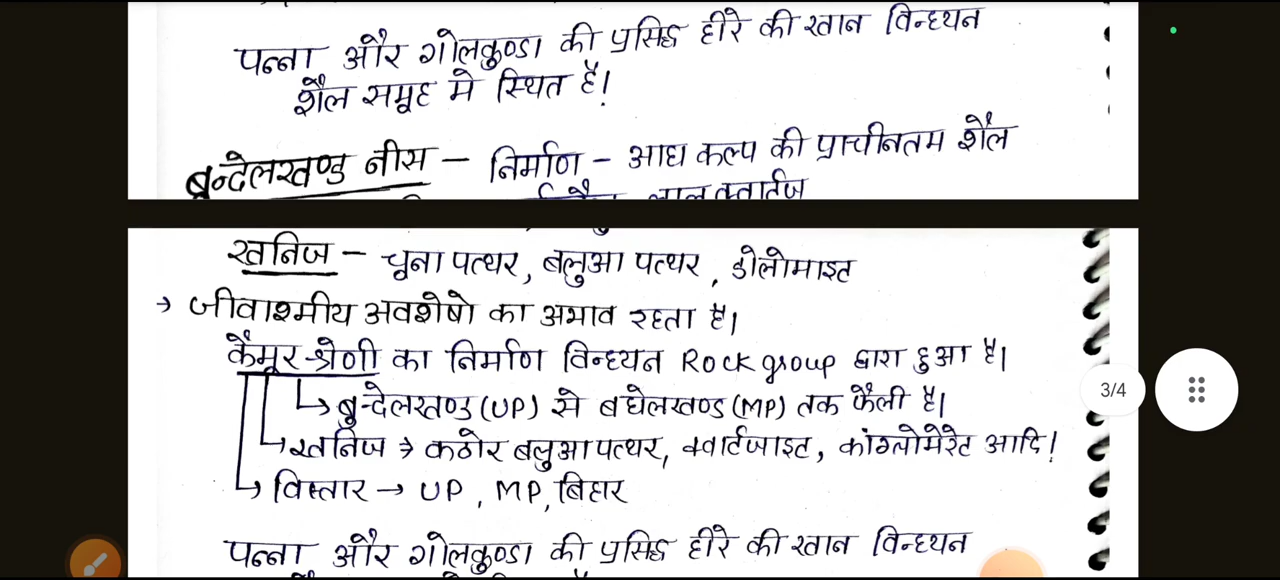 पन्ना और गोलकुण्डा की प्रसिद्ध हीरे की खान विन्ध्यन
शैल समूह मे स्थित है!
बुन्देलखण्ड नीस - निर्माण - आद्य कल्प की प्राचीनतम शैल
लाल क्वार्टज
खनिज - चूना पत्थर, बलुआ पत्थर, डोलोमाइट
→ जीवाश्मीय अवशेषो का अभाव रहता है।
कैमूर-श्रेणी का निर्माण विन्ध्यन Rock group द्वारा हुआ है।
↳ बुन्देलखण्ड (UP) से बघेलखण्ड (MP) तक फैली है।
↳ खनिज → कठोर बलुआ पत्थर, क्वार्टजाइट, कांग्लोमेरेट आदि!
3/4
↳ विस्तार → UP, MP, बिहार
पन्ना और गोलकुण्डा की प्रसिद्ध हीरे की खान विन्ध्यन